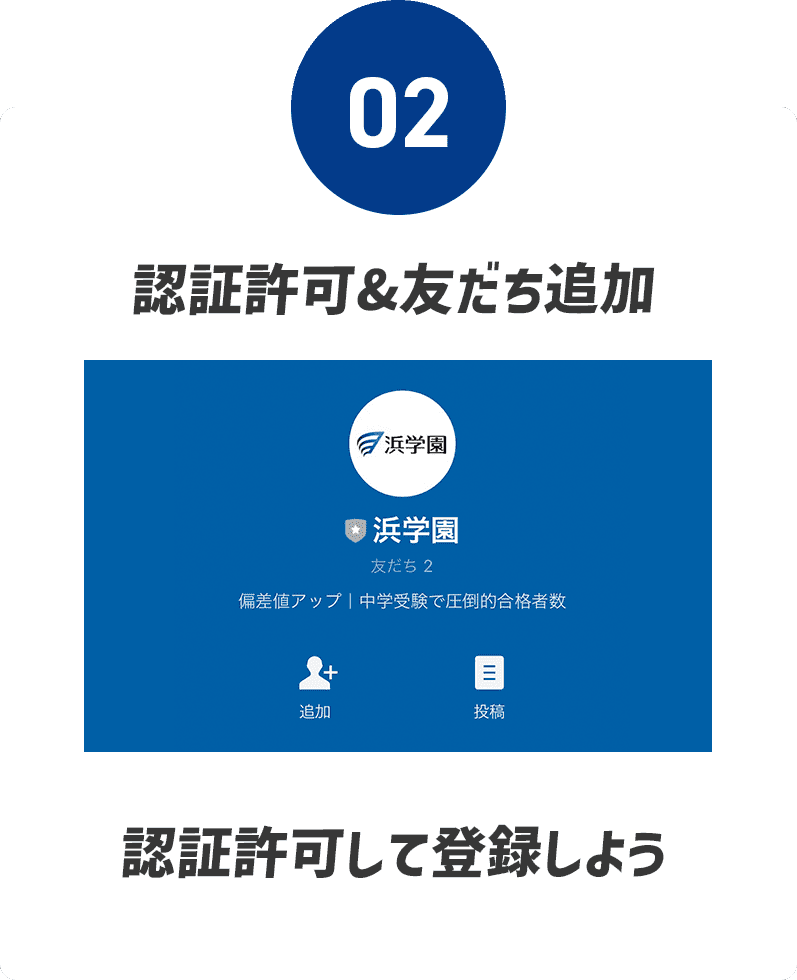 02
認証許可&友だち追加
浜学園
浜学園
友だち 2
偏差値アップ｜中学受験で圧倒的合格者数
追加
投稿
認証許可して登録しよう